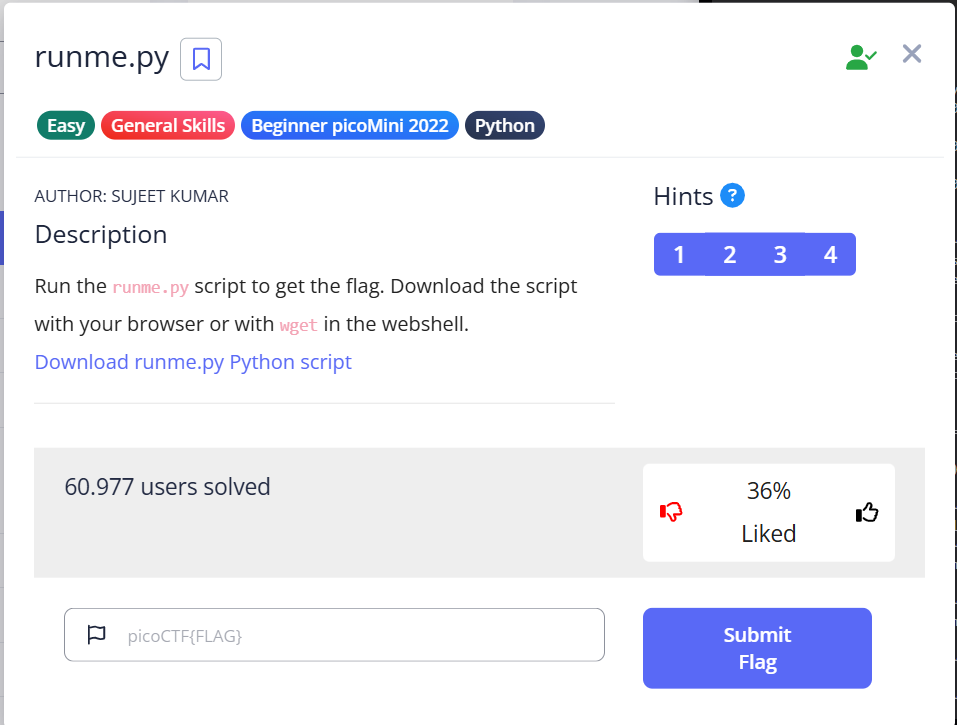 runme.py
Easy General Skills Beginner picoMini 2022 Python
AUTHOR: SUJEET KUMAR
Description
Run the runme.py script to get the flag. Download the script
with your browser or with wget in the webshell.
Download runme.py Python script
Hints ?
1 2 3 4
60.977 users solved
36%
Liked
picoCTF{FLAG}
Submit
Flag